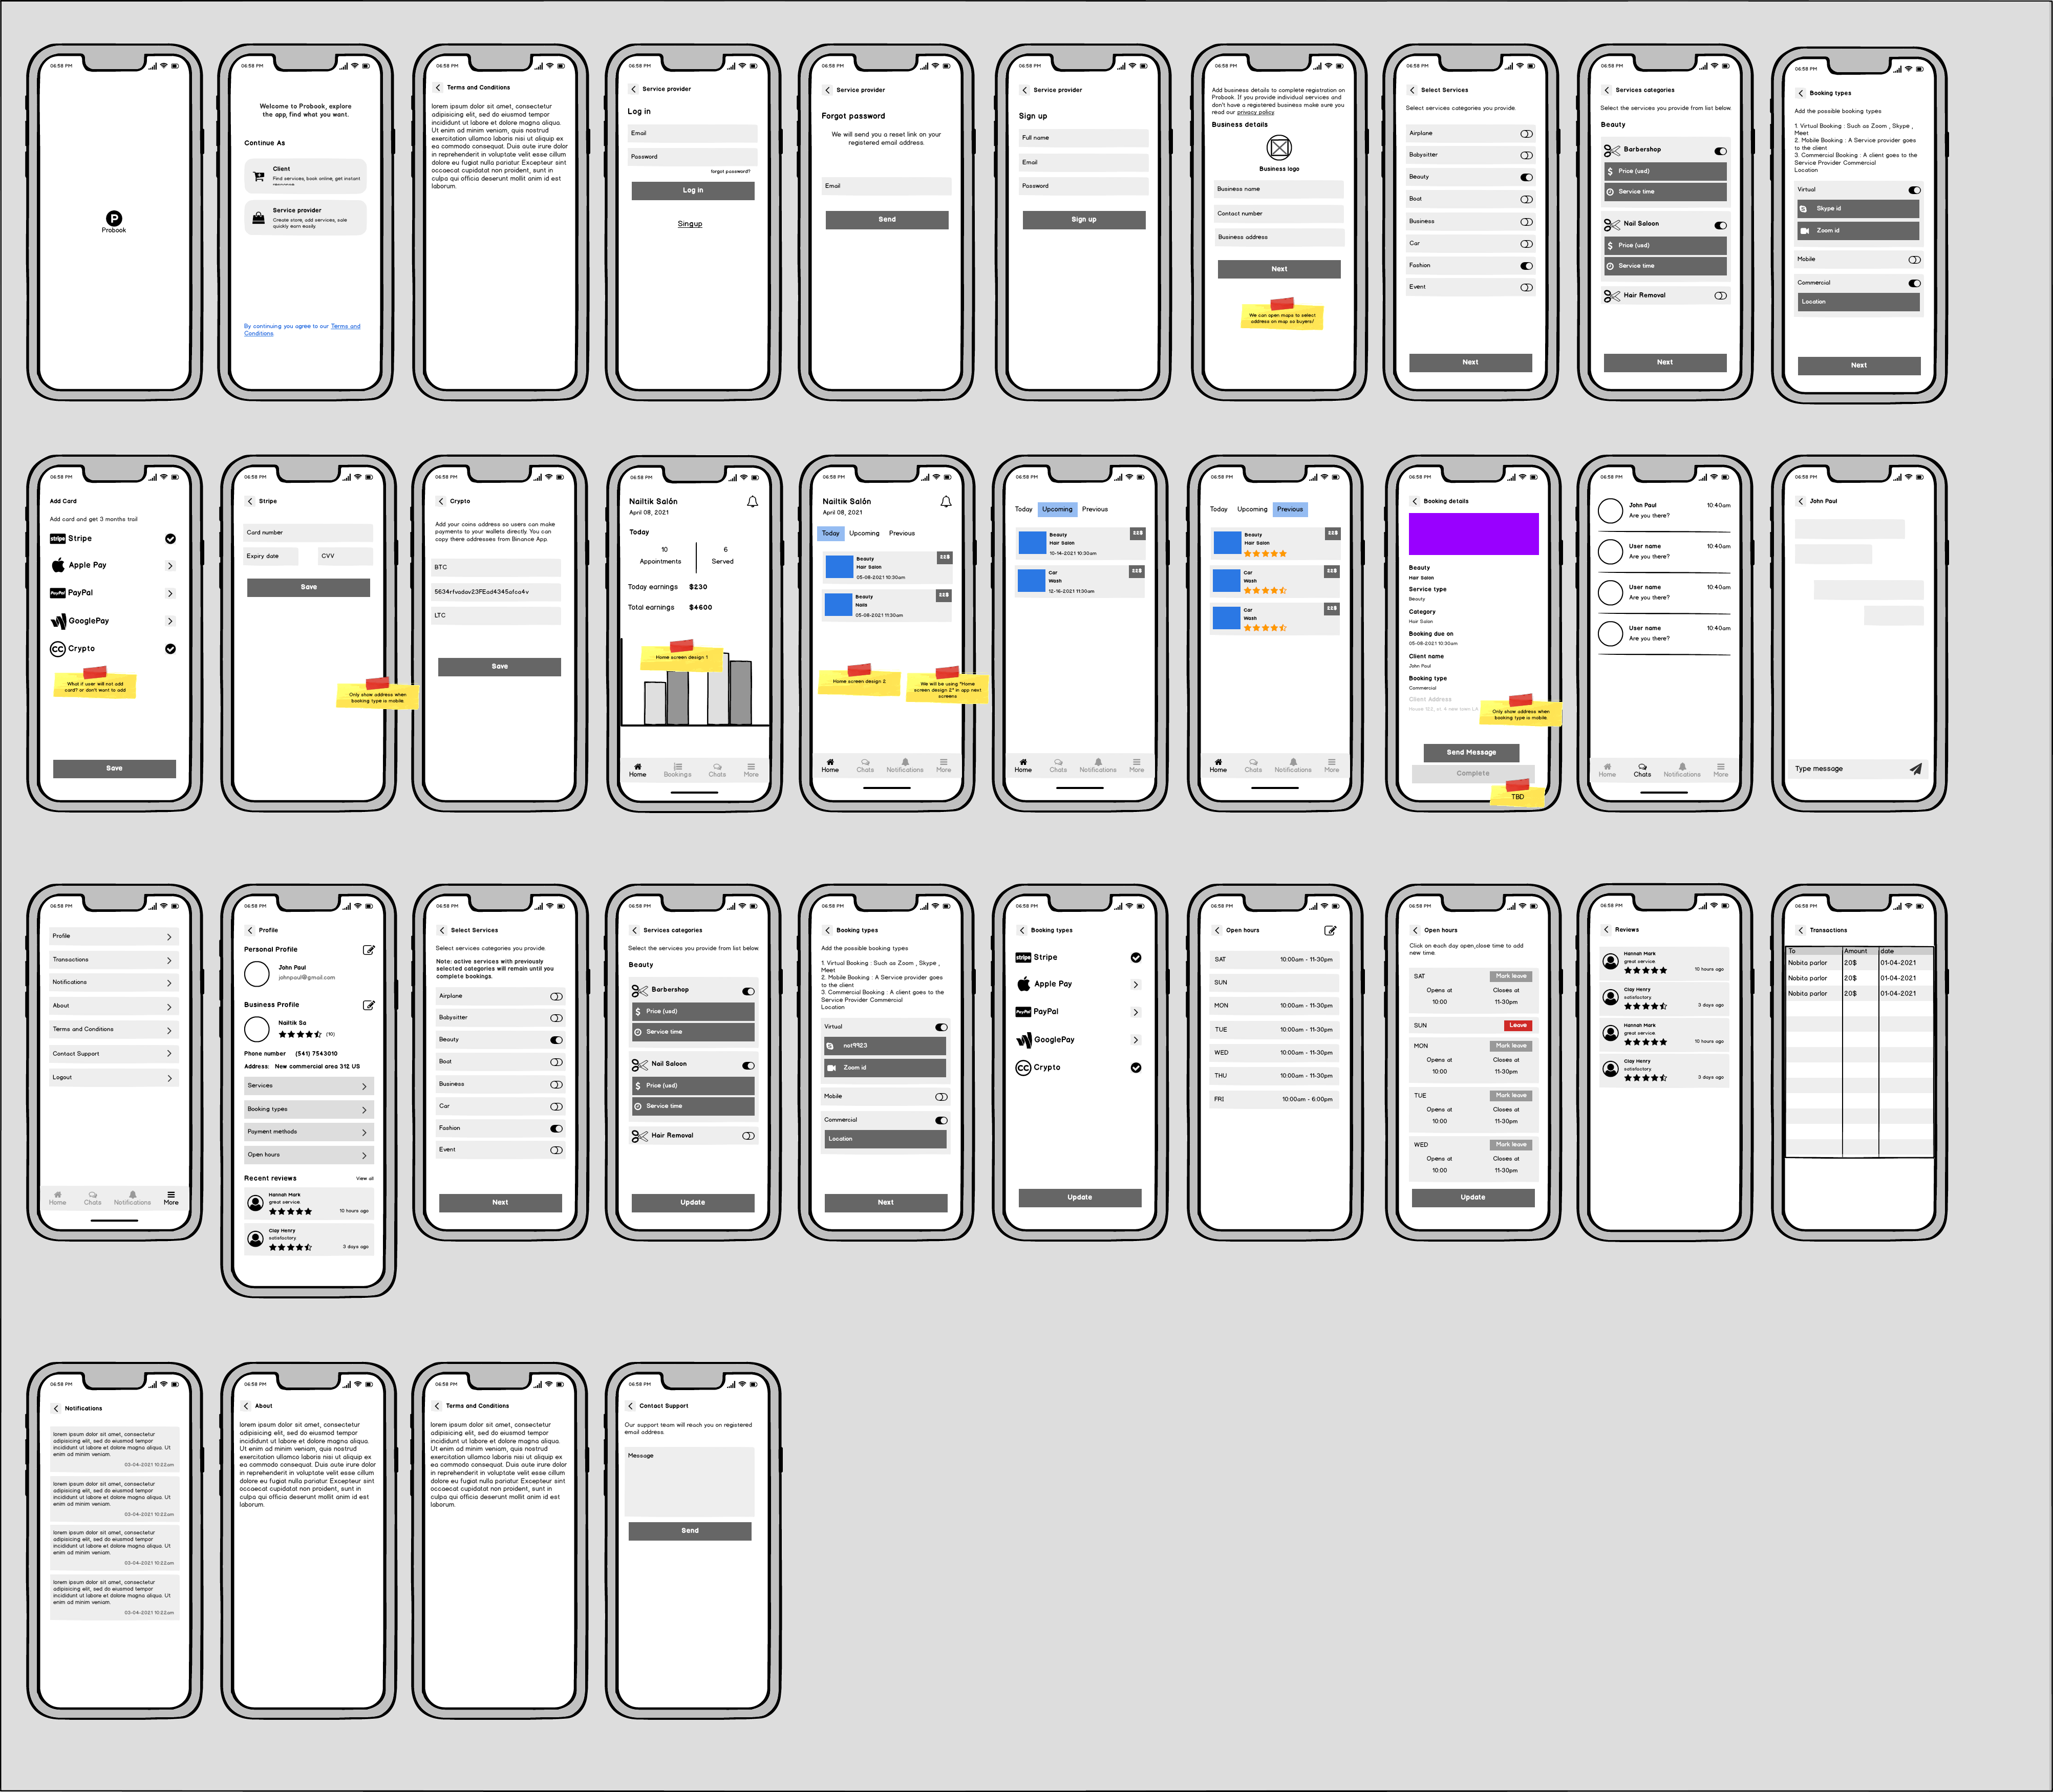 06:58 PM
Probook
06:58 PM
Welcome to Probook, explore
the app, find what you want.
Continue As
Client
Find services, book online, get instant
Service provider
Create store, add services, sale
quickly earn easily.
By continuing you agree to our Terms and
Conditions.
06:58 PM
Terms and Conditions
lorem ipsum dolor sit amet, consectetur
adipisicing elit, sed do eiusmod tempor
incididunt ut labore et dolore magna aliqua.
Ut enim ad minim veniam, quis nostrud
exercitation ullamco laboris nisi ut aliquip ex
ea commodo consequat. Duis aute irure dolor
in reprehenderit in voluptate velit esse cillum
dolore eu fugiat nulla pariatur. Excepteur sint
occaecat cupidatat non proident, sunt in
culpa qui officia deserunt mollit anim id est
laborum.
06:58 PM
Service provider
Log in
Email
Password
forgot password?
Log in
Singup
06:58 PM
Service provider
Forgot password
We will send you a reset link on your
registered email address.
Email
Send
06:58 PM
Service provider
Sign up
Full name
Email
Password
Sign up
06:58 PM
Add business details to complete registration on
Probook. If you provide individual services and
don't have a registered business make sure you
read our privacy policy
Business details
Business logo
Business name
Contact number
Business address
Next
We can open maps to select
address on map as buyers!
06:58 PM
Select Services
Select services categories you provide.
Airplane
Babysitter
Beauty
Boat
Business
Car
Fashion
Event
Next
06:58 PM
Services categories
Select the services you provide from list below.
Beauty
Barbershop
Price (usd)
Service time
Nail Saloon
Price (usd)
Service time
Hair Removal
Next
06:58 PM
Booking types
Add the possible booking types
1. Virtual Booking : Such as Zoom , Skype ,
Meet
2. Mobile Booking : A Service provider goes
to the client
3. Commercial Booking : A client goes to the
Service Provider Commercial
Location
Virtual
Skype id
Zoom id
Mobile
Commercial
Location
Next
06:58 PM
Add Card
Add card and get 3 months trail
stripe Stripe
Apple Pay
PayPal PayPal
GooglePay
CC Crypto
What if user will not add
card? or don't want to add
Save
06:58 PM
Stripe
Card number
Expiry date CVV
Save
Only show address when
booking type is mobile.
06:58 PM
Crypto
Add your coins address so users can make
payments to your wallets directly. You can
copy there addresses from Binance App.
BTC
5634rfvadav23FEad4345afca4v
LTC
Save
06:58 PM
Nailtik Salón
April 08, 2021
Today
10 6
Appointments Served
Today earnings $230
Total earnings $4600
Home screen design 1
Home Bookings Chats More
06:58 PM
Nailtik Salón
April 08, 2021
Today Upcoming Previous
Beauty
Hair Salon
05-08-2021 10:30am
22$
Beauty
Nails
05-08-2021 11:30am
22$
Home screen design 2
We will be using "Home
screen design 2" in app next
screens
Home Chats Notifications More
06:58 PM
Today Upcoming Previous
Beauty
Hair Salon
10-14-2021 10:30am
22$
Car
Wash
12-16-2021 11:30am
22$
Home Chats Notifications More
06:58 PM
Today Upcoming Previous
Beauty
Hair Salon
22$
Car
Wash
22$
Car
Wash
22$
Home Chats Notifications More
06:58 PM
Booking details
Beauty
Hair Salon
Service type
Beauty
Category
Hair Salon
Booking due on
05-08-2021 10:30am
Client name
John Paul
Booking type
Commercial
Client Address
Only show address when
booking type is mobile.
Send Message
Complete
TBD
06:58 PM
John Paul 10:40am
Are you there?
User name 10:40am
Are you there?
User name 10:40am
Are you there?
User name 10:40am
Are you there?
Home Chats Notifications More
06:58 PM
John Paul
Type message
06:58 PM
Profile
Transactions
Notifications
About
Terms and Conditions
Contact Support
Logout
Home Chats Notifications More
06:58 PM
Profile
Personal Profile
John Paul
johnpaul@gmail.com
Business Profile
Nailtik Sa
(10)
Phone number (541) 7543010
Address: New commercial area 312 US
Services
Booking types
Payment methods
Open hours
Recent reviews View all
Hannah Mark
great service
10 hours ago
Clay Henry
satisfactory
3 days ago
06:58 PM
Select Services
Select services categories you provide.
Note: active services with previously
selected categories will remain until you
complete bookings.
Airplane
Babysitter
Beauty
Boat
Business
Car
Fashion
Event
Next
06:58 PM
Services categories
Select the services you provide from list below.
Beauty
Barbershop
Price (usd)
Service time
Nail Saloon
Price (usd)
Service time
Hair Removal
Update
06:58 PM
Booking types
Add the possible booking types
1. Virtual Booking : Such as Zoom , Skype ,
Meet
2. Mobile Booking : A Service provider goes
to the client
3. Commercial Booking : A client goes to the
Service Provider Commercial
Location
Virtual
not9923
Zoom id
Mobile
Commercial
Location
Next
06:58 PM
Booking types
stripe Stripe
Apple Pay
PayPal PayPal
GooglePay
CC Crypto
Update
06:58 PM
Open hours
SAT 10:00am - 11-30pm
SUN
MON 10:00am - 11-30pm
TUE 10:00am - 11-30pm
WED 10:00am - 11-30pm
THU 10:00am - 11-30pm
FRI 10:00am - 6:00pm
06:58 PM
Open hours
Click on each day open,close time to add
new time.
SAT Mark leave
Opens at Closes at
10:00 11-30pm
SUN Leave
MON Mark leave
Opens at Closes at
10:00 11-30pm
TUE Mark leave
Opens at Closes at
10:00 11-30pm
WED Mark leave
Opens at Closes at
10:00 11-30pm
Update
06:58 PM
Reviews
Hannah Mark
great service
10 hours ago
Clay Henry
satisfactory
3 days ago
Hannah Mark
great service
10 hours ago
Clay Henry
satisfactory
3 days ago
06:58 PM
Transactions
To Amount date
Nobita parlor 20$ 01-04-2021
Nobita parlor 20$ 01-04-2021
Nobita parlor 20$ 01-04-2021
06:58 PM
Notifications
lorem ipsum dolor sit amet, consectetur
adipisicing elit, sed do eiusmod tempor
incididunt ut labore et dolore magna aliqua. Ut
enim ad minim veniam.
03-04-2021 10:22am
lorem ipsum dolor sit amet, consectetur
adipisicing elit, sed do eiusmod tempor
incididunt ut labore et dolore magna aliqua. Ut
enim ad minim veniam.
03-04-2021 10:22am
lorem ipsum dolor sit amet, consectetur
adipisicing elit, sed do eiusmod tempor
incididunt ut labore et dolore magna aliqua. Ut
enim ad minim veniam.
03-04-2021 10:22am
lorem ipsum dolor sit amet, consectetur
adipisicing elit, sed do eiusmod tempor
incididunt ut labore et dolore magna aliqua. Ut
enim ad minim veniam.
03-04-2021 10:22am
06:58 PM
About
lorem ipsum dolor sit amet, consectetur
adipisicing elit, sed do eiusmod tempor
incididunt ut labore et dolore magna aliqua.
Ut enim ad minim veniam, quis nostrud
exercitation ullamco laboris nisi ut aliquip ex
ea commodo consequat. Duis aute irure dolor
in reprehenderit in voluptate velit esse cillum
dolore eu fugiat nulla pariatur. Excepteur sint
occaecat cupidatat non proident, sunt in
culpa qui officia deserunt mollit anim id est
laborum.
06:58 PM
Terms and Conditions
lorem ipsum dolor sit amet, consectetur
adipisicing elit, sed do eiusmod tempor
incididunt ut labore et dolore magna aliqua.
Ut enim ad minim veniam, quis nostrud
exercitation ullamco laboris nisi ut aliquip ex
ea commodo consequat. Duis aute irure dolor
in reprehenderit in voluptate velit esse cillum
dolore eu fugiat nulla pariatur. Excepteur sint
occaecat cupidatat non proident, sunt in
culpa qui officia deserunt mollit anim id est
laborum.
06:58 PM
Contact Support
Our support team will reach you on registered
email address.
Message
Send